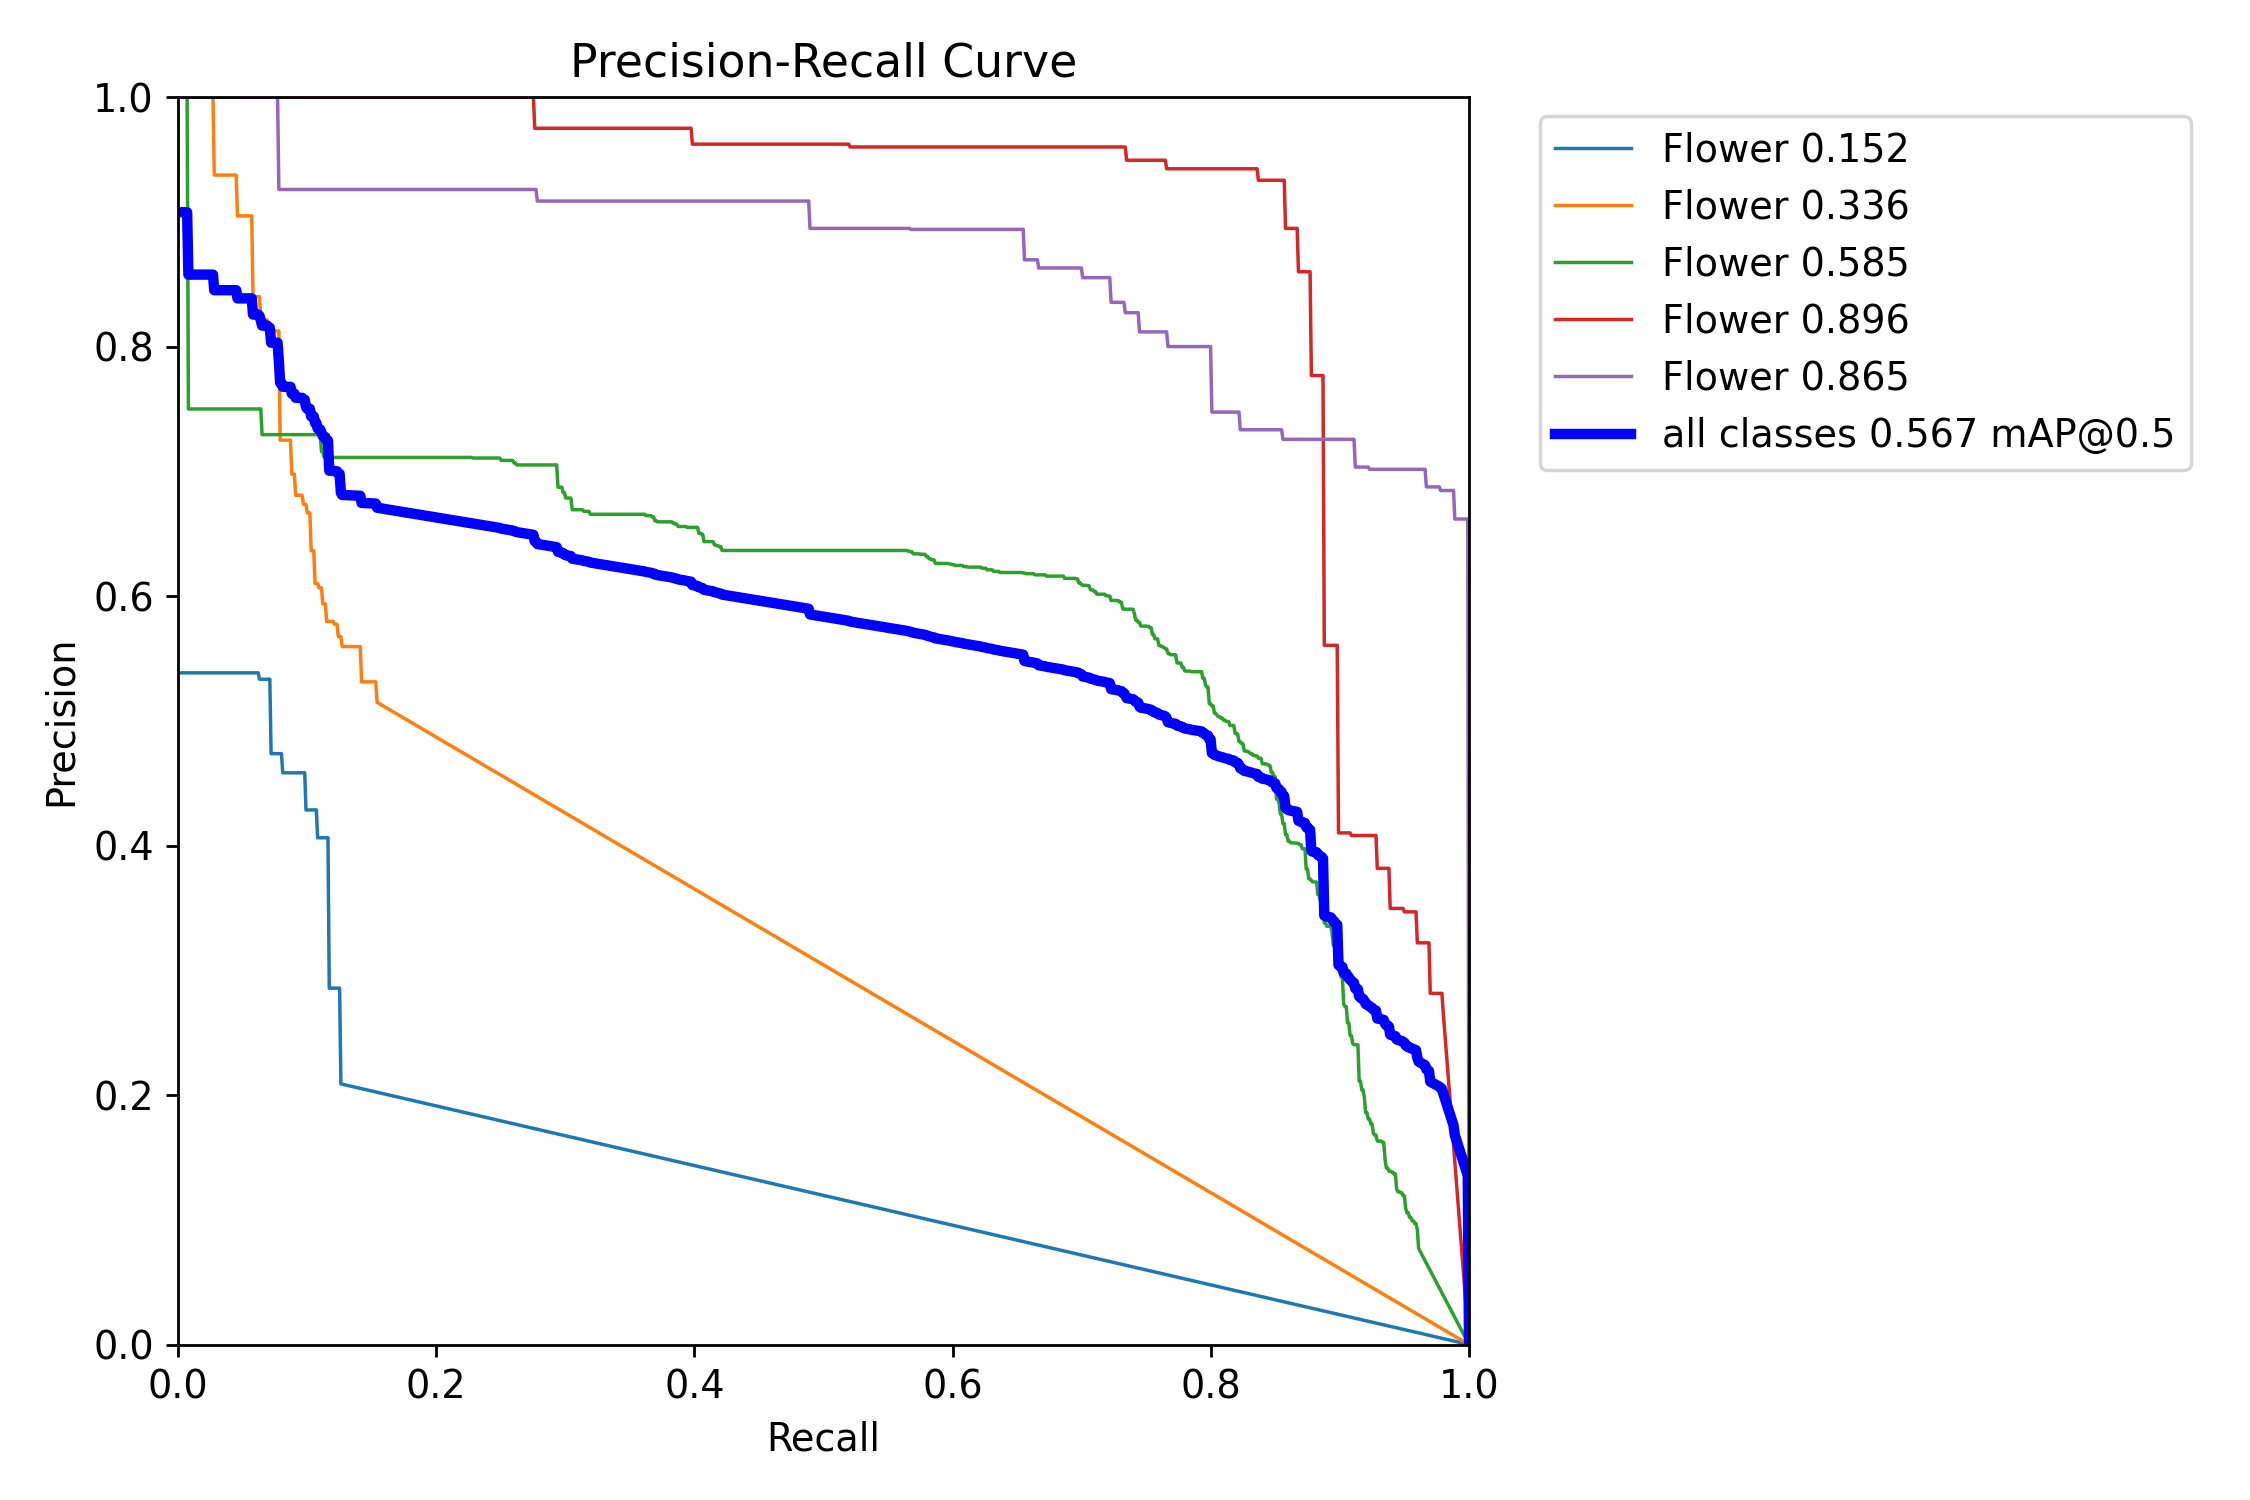 Precision-Recall Curve
1.0
0.8
0.6
0.4
0.2
0.0
Precision
0.0 0.2 0.4 0.6 0.8 1.0
Recall
Flower 0.152
Flower 0.336
Flower 0.585
Flower 0.896
Flower 0.865
all classes 0.567 mAP@0.5